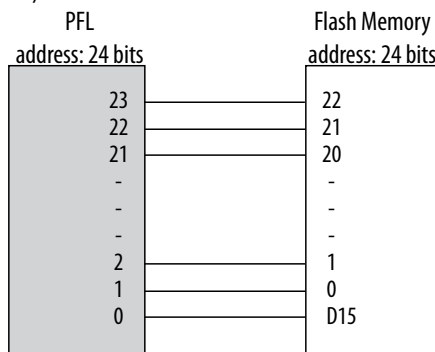 PFL Flash Memory
address: 24 bits address: 24 bits
23 22
22 21
21 20
- -
- -
- -
2 1
1 0
0 D15